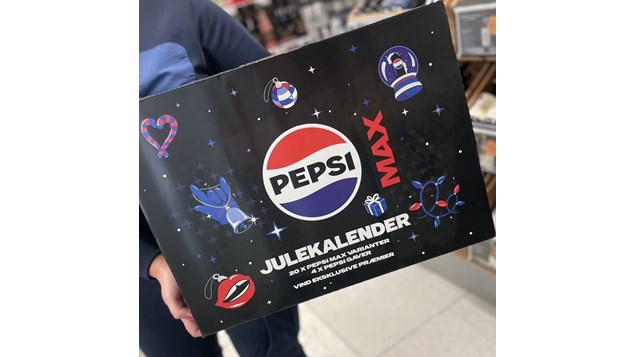 PEPSI
MAX
JULEKALENDER
20 X PEPSI MAX VARIANTER
4 X PEPSI GAVER
VIND EKSKLUSIVE PRÆMIER